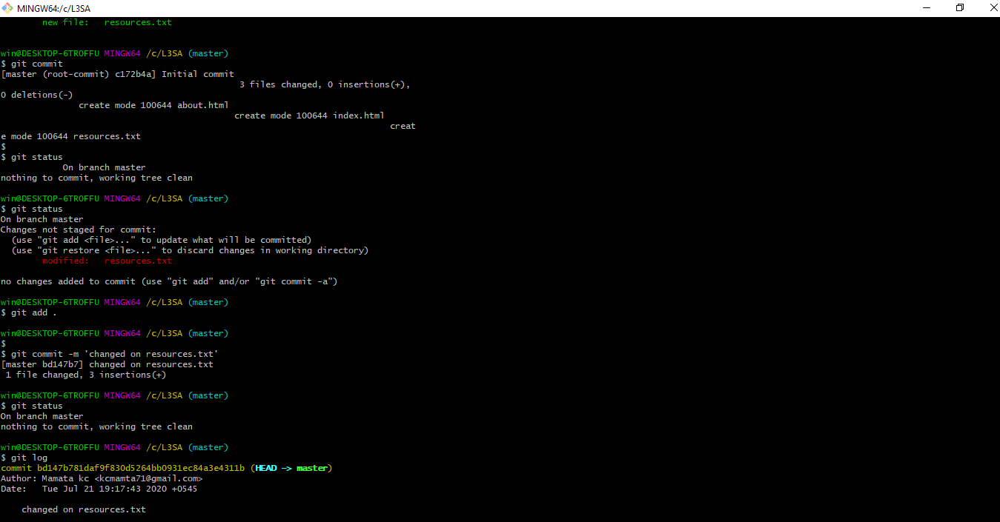 MINGW64:/c/L3SA
new file:   resources.txt
win@DESKTOP-6TROFFU MINGW64 /c/L3SA (master)
$ git commit
[master (root-commit) c172b4a] Initial commit
3 files changed, 0 insertions(+),
0 deletions(-)
create mode 100644 about.html
create mode 100644 index.html
creat
e mode 100644 resources.txt
$
$ git status
On branch master
nothing to commit, working tree clean
win@DESKTOP-6TROFFU MINGW64 /c/L3SA (master)
$ git status
On branch master
Changes not staged for commit:
(use "git add <file>..." to update what will be committed)
(use "git restore <file>..." to discard changes in working directory)
modified:   resources.txt
no changes added to commit (use "git add" and/or "git commit -a")
win@DESKTOP-6TROFFU MINGW64 /c/L3SA (master)
$ git add .
win@DESKTOP-6TROFFU MINGW64 /c/L3SA (master)
$
$ git commit -m 'changed on resources.txt'
[master bd147b7] changed on resources.txt
1 file changed, 3 insertions(+)
win@DESKTOP-6TROFFU MINGW64 /c/L3SA (master)
$ git status
On branch master
nothing to commit, working tree clean
win@DESKTOP-6TROFFU MINGW64 /c/L3SA (master)
$ git log
commit bd147b781daf9f830d5264bb0931ec84a3e4311b (HEAD -> master)
Author: Mamata kc <kcmamta71@gmail.com>
Date:   Tue Jul 21 19:17:43 2020 +0545
changed on resources.txt